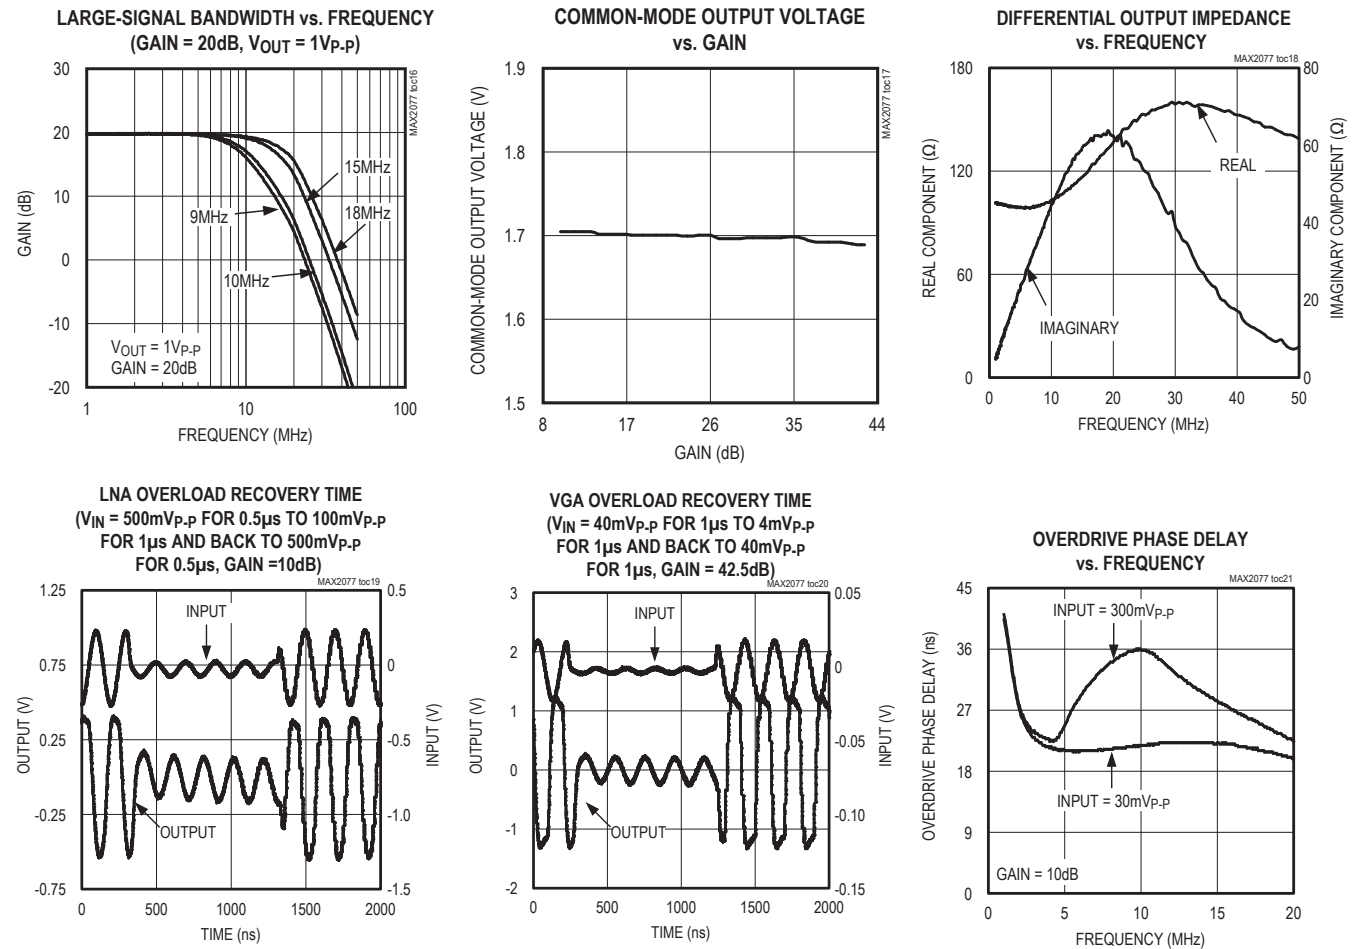 LARGE-SIGNAL BANDWIDTH vs. FREQUENCY
(GAIN = 20dB, VOUT = 1VP-P)
MAX2077 toc16
GAIN (dB)
30
20
10
0
-10
-20
15MHz
9MHz
18MHz
10MHz
VOUT = 1VP-P
GAIN = 20dB
1
10
100
FREQUENCY (MHz)
COMMON-MODE OUTPUT VOLTAGE
vs. GAIN
MAX2077 toc17
COMMON-MODE OUTPUT VOLTAGE (V)
1.9
1.8
1.7
1.6
1.5
8
17
26
35
44
GAIN (dB)
DIFFERENTIAL OUTPUT IMPEDANCE
vs. FREQUENCY
MAX2077 toc18
REAL COMPONENT (Ω)
180
120
60
0
REAL
IMAGINARY
80
60
40
20
0
IMAGINARY COMPONENT (Ω)
0
10
20
30
40
50
FREQUENCY (MHz)
LNA OVERLOAD RECOVERY TIME
(VIN = 500mVP-P FOR 0.5µs TO 100mVP-P
FOR 1µs AND BACK TO 500mVP-P
FOR 0.5µs, GAIN =10dB)
MAX2077 toc19
OUTPUT (V)
1.25
0.75
0.25
-0.25
-0.75
INPUT
OUTPUT
0.5
0
-0.5
-1.0
-1.5
INPUT (V)
0
500
1000
1500
2000
TIME (ns)
VGA OVERLOAD RECOVERY TIME
(VIN = 40mVP-P FOR 1µs TO 4mVP-P
FOR 1µs AND BACK TO 40mVP-P
FOR 1µs, GAIN = 42.5dB)
MAX2077 toc20
OUTPUT (V)
3
2
1
0
-1
-2
INPUT
OUTPUT
0.05
0
-0.05
-0.10
-0.15
INPUT (V)
0
500
1000
1500
2000
TIME (ns)
OVERDRIVE PHASE DELAY
vs. FREQUENCY
MAX2077 toc21
OVERDRIVE PHASE DELAY (ns)
45
36
27
18
9
0
INPUT = 300mVP-P
INPUT = 30mVP-P
GAIN = 10dB
0
5
10
15
20
FREQUENCY (MHz)